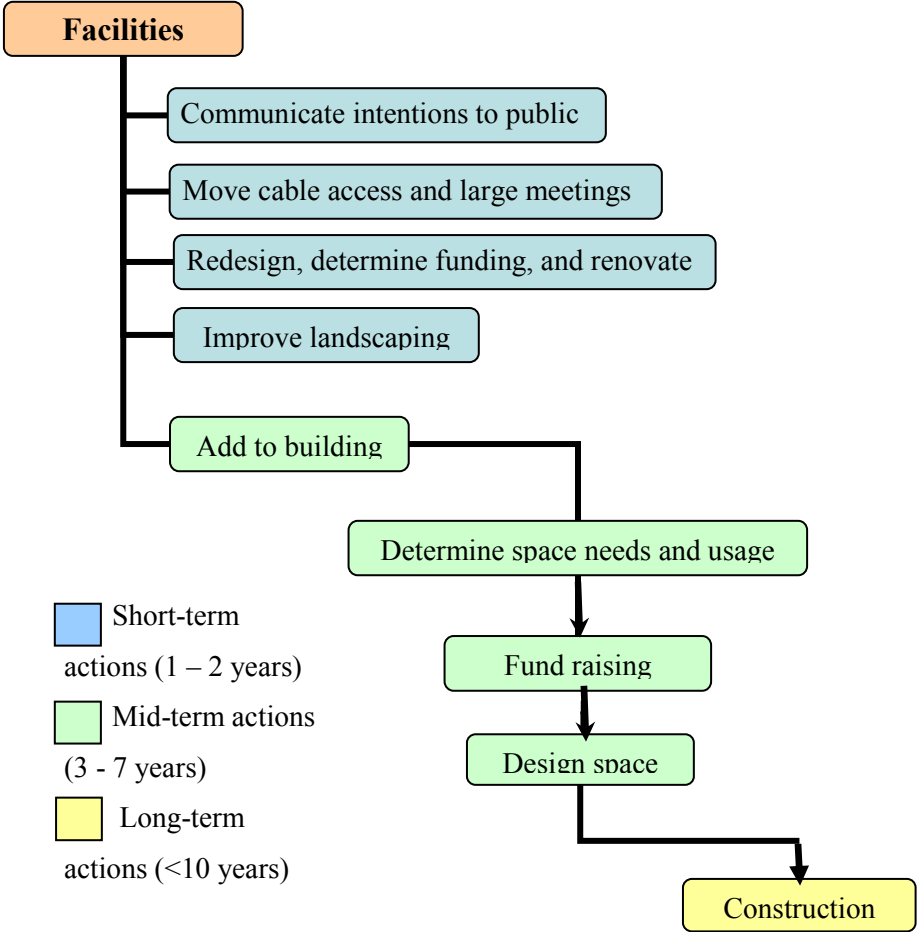 Facilities
Communicate intentions to public
Move cable access and large meetings
Redesign, determine funding, and renovate
Improve landscaping
Add to building
Determine space needs and usage
Fund raising
Design space
Construction
Short-term
actions (1 – 2 years)
Mid-term actions
(3 - 7 years)
Long-term
actions (<10 years)